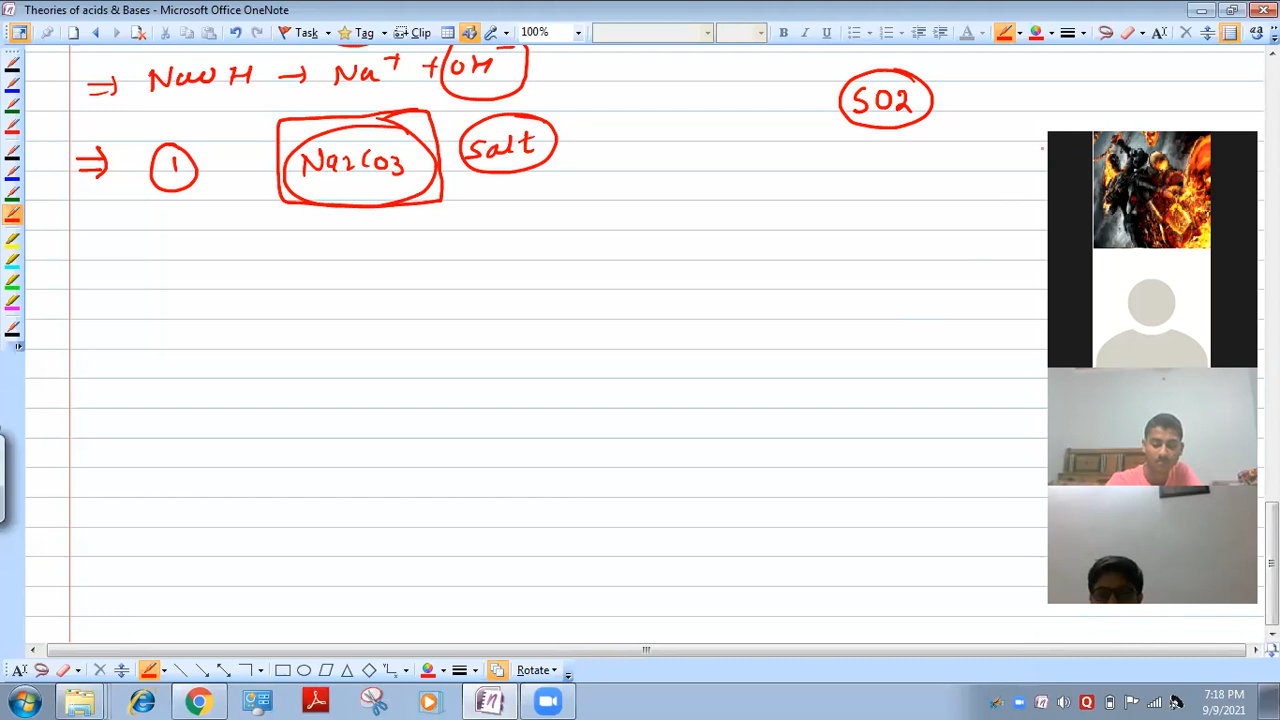 Theories of acids & Bases - Microsoft Office OneNote
Task Tag Clip 100% B I U A
⇒ NaOH → Na+ + OH-
SO2
⇒ 1 Na2CO3 Salt
Rotate
7:18 PM
9/9/2021